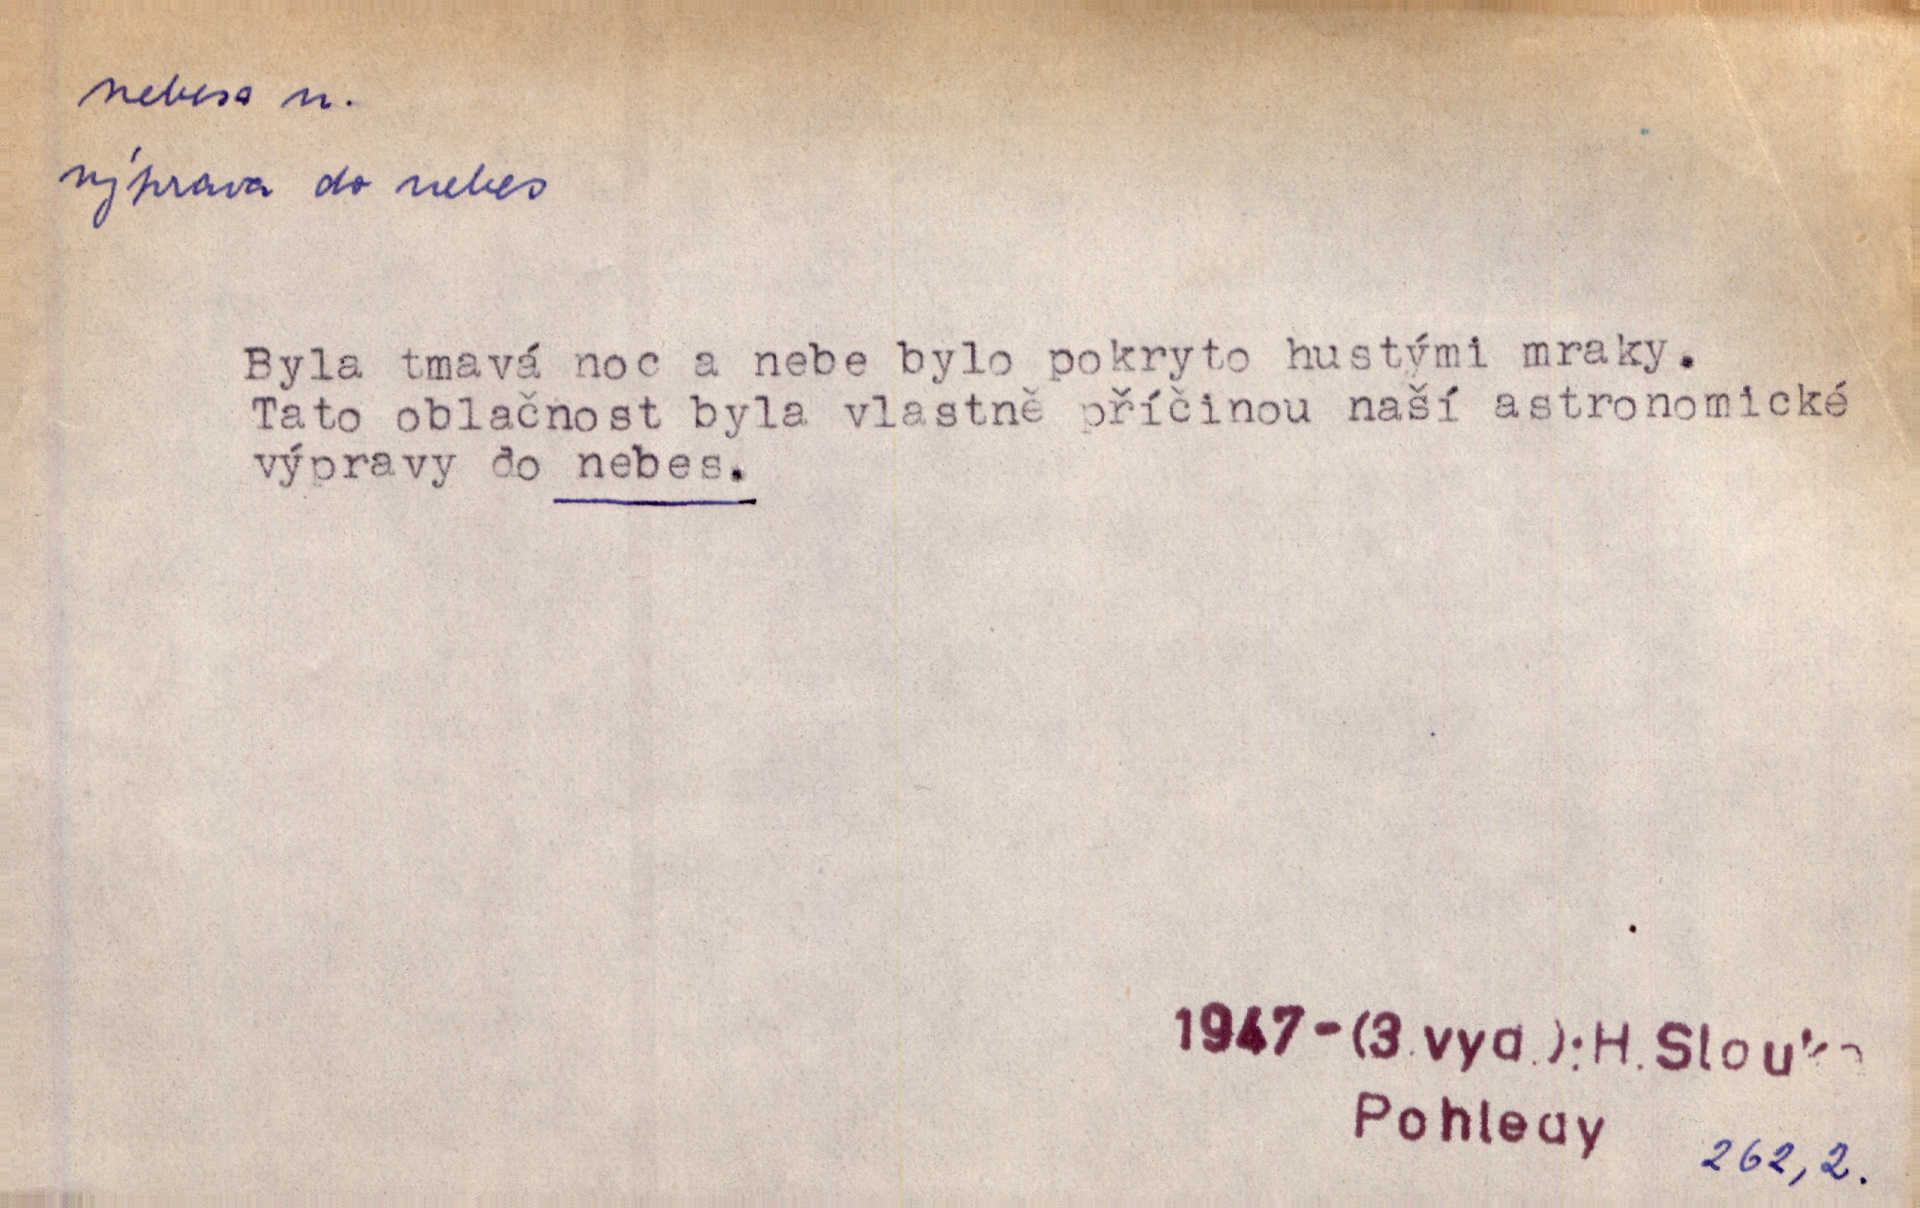 nebesa n.
výprava do nebes
Byla tmavá noc a nebe bylo pokryto hustými mraky.
Tato oblačnost byla vlastně příčinou naší astronomické
výpravy do nebes.
1947-(3.vyd.):H.Slouka
Pohledy
262,2.